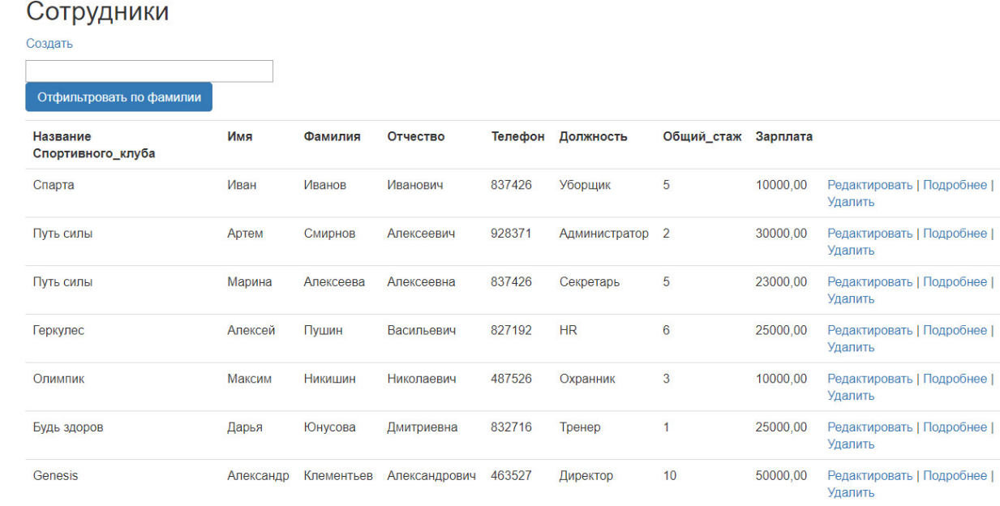 Сотрудники
Создать
Отфильтровать по фамилии
Название Имя Фамилия Отчество Телефон Должность Общий_стаж Зарплата
Спортивного_клуба
Спарта Иван Иванов Иванович 837426 Уборщик 5 10000,00 Редактировать | Подробнее |
Удалить
Путь силы Артем Смирнов Алексеевич 928371 Администратор 2 30000,00 Редактировать | Подробнее |
Удалить
Путь силы Марина Алексеева Алексеевна 837426 Секретарь 5 23000,00 Редактировать | Подробнее |
Удалить
Геркулес Алексей Пушин Васильевич 827192 HR 6 25000,00 Редактировать | Подробнее |
Удалить
Олимпик Максим Никишин Николаевич 487526 Охранник 3 10000,00 Редактировать | Подробнее |
Удалить
Будь здоров Дарья Юнусова Дмитриевна 832716 Тренер 1 25000,00 Редактировать | Подробнее |
Удалить
Genesis Александр Клементьев Александрович 463527 Директор 10 50000,00 Редактировать | Подробнее |
Удалить